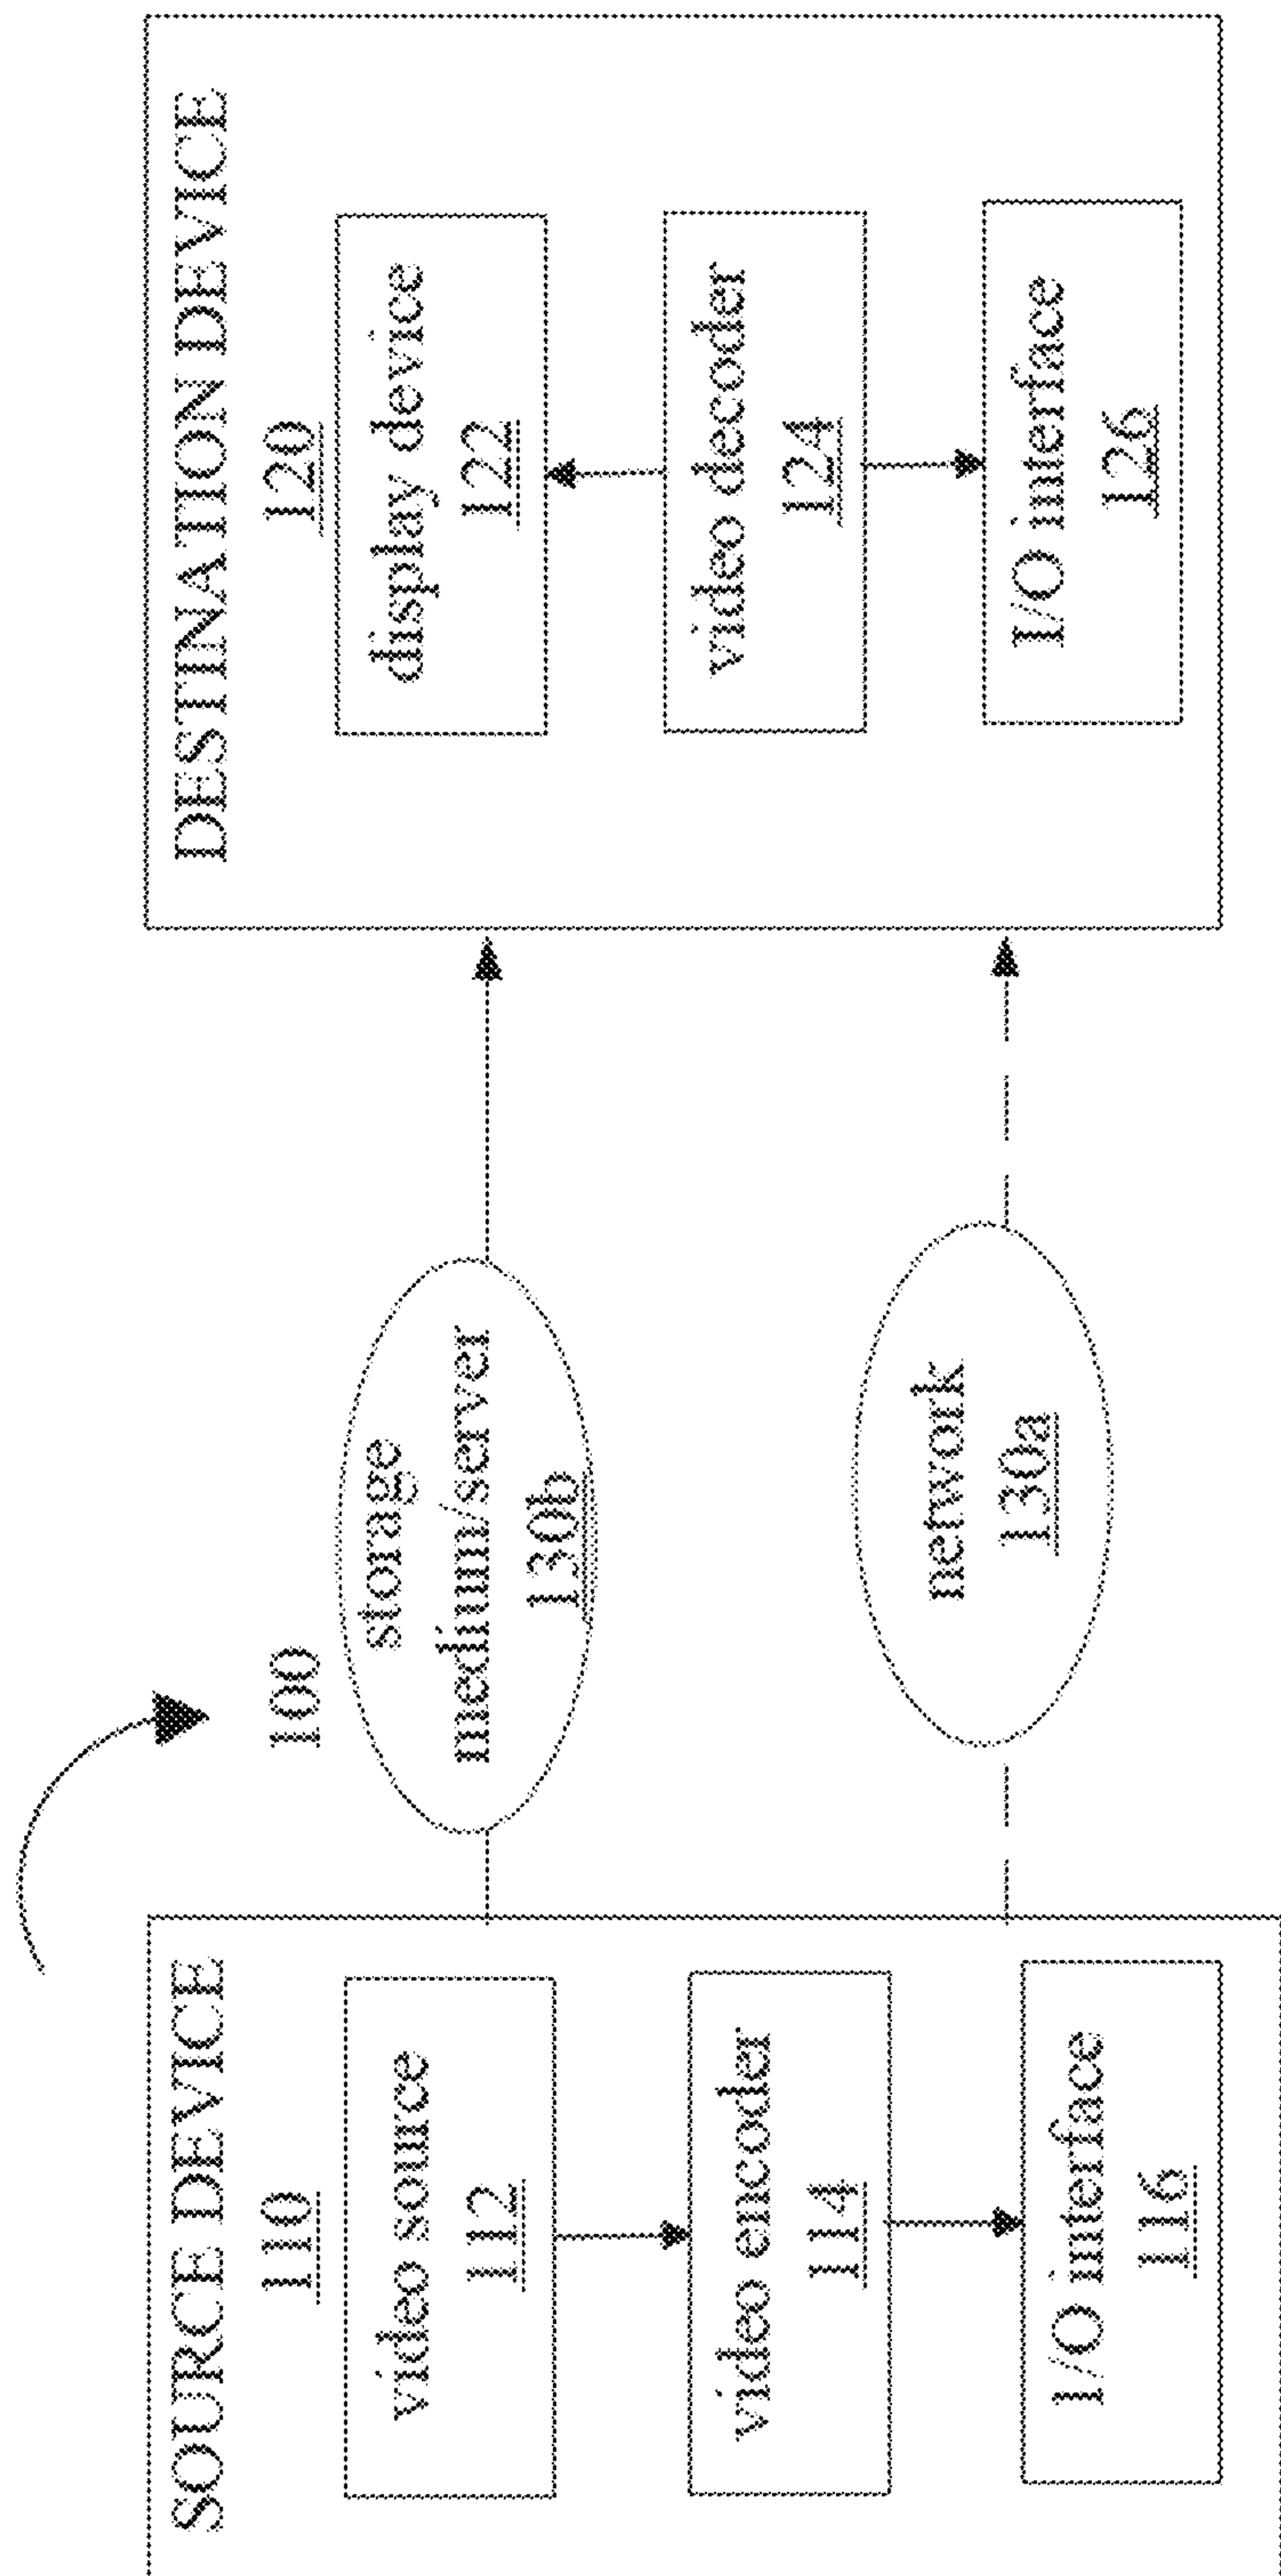 100
SOURCE DEVICE
110
video source
112
video encoder
114
I/O interface
116
storage
medium/server
130b
network
130a
DESTINATION DEVICE
120
display device
122
video decoder
124
I/O interface
126